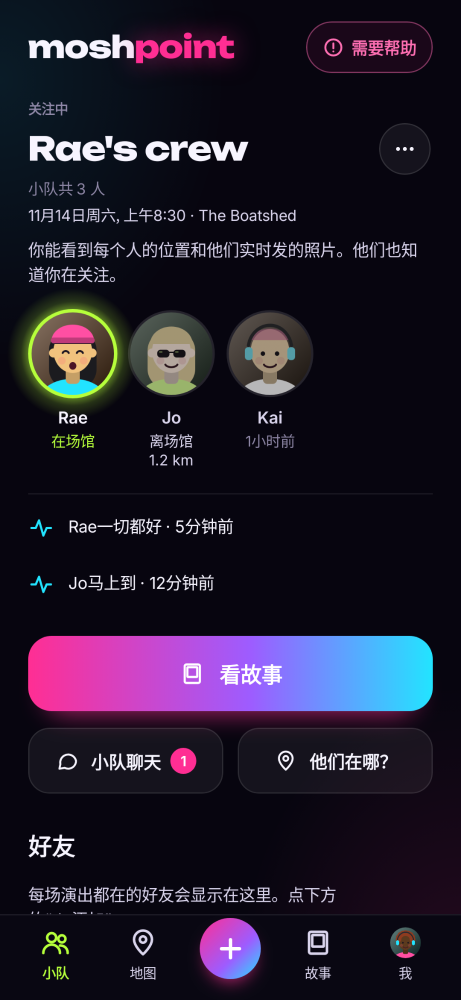 moshpoint
需要帮助
关注中
Rae's crew
小队共 3 人
11月14日周六, 上午8:30 · The Boatshed
你能看到每个人的位置和他们实时发的照片。他们也知
道你在关注。
Rae
在场馆
Jo
离场馆
1.2 km
Kai
1小时前
Rae一切都好 · 5分钟前
Jo马上到 · 12分钟前
看故事
小队聊天
1
他们在哪?
好友
每场演出都在的好友会显示在这里。点下方
小队
地图
故事
我